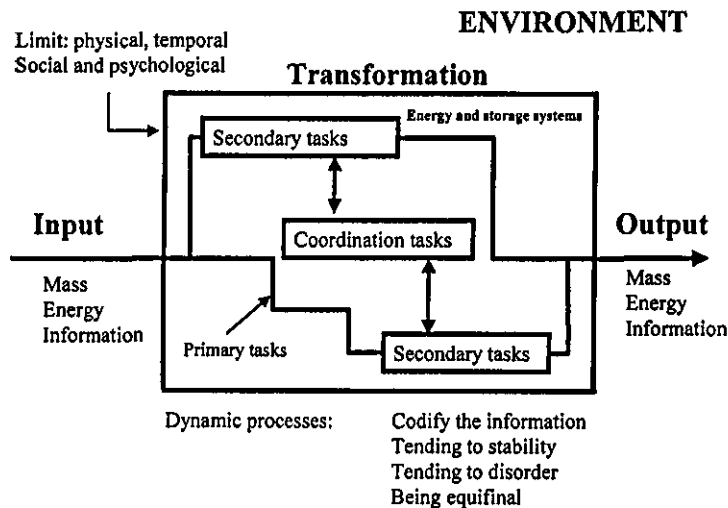 ENVIRONMENT
Limit: physical, temporal
Social and psychological
Transformation
Energy and storage systems
Secondary tasks
Input
Coordination tasks
Output
Mass
Energy
Information
Mass
Energy
Information
Primary tasks
Secondary tasks
Dynamic processes:
Codify the information
Tending to stability
Tending to disorder
Being equifinal